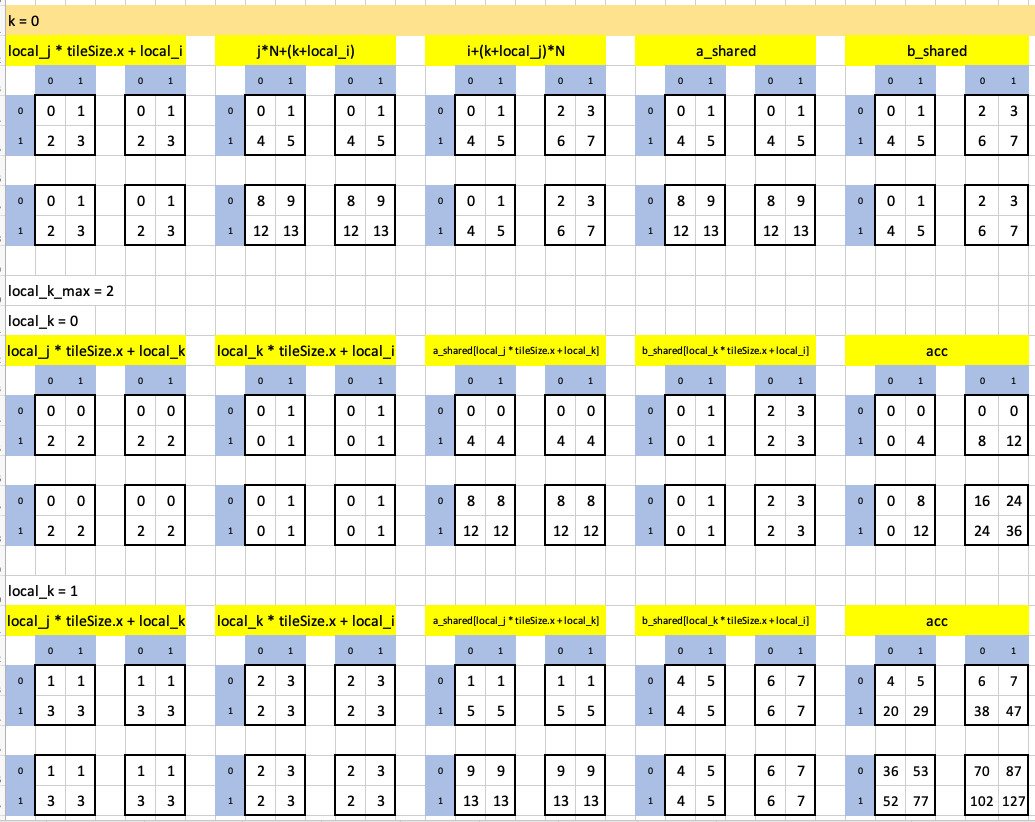 k = 0
local_j * tileSize.x + local_i j*N+(k+local_i) i+(k+local_j)*N a_shared b_shared
0 1 0 1 0 1 0 1 0 1 0 1 0 1 0 1 0 1 0 1
0 0 1 0 1 0 0 1 0 1 0 0 1 2 3 0 0 1 0 1 0 0 1 2 3
1 2 3 2 3 1 4 5 4 5 1 4 5 6 7 1 4 5 4 5 1 4 5 6 7
0 0 1 0 1 0 8 9 8 9 0 0 1 2 3 0 8 9 8 9 0 0 1 2 3
1 2 3 2 3 1 12 13 12 13 1 4 5 6 7 1 12 13 12 13 1 4 5 6 7
local_k_max = 2
local_k = 0
local_j * tileSize.x + local_k local_k * tileSize.x + local_i a_shared[local_j * tileSize.x + local_k] b_shared[local_k * tileSize.x + local_i] acc
0 1 0 1 0 1 0 1 0 1 0 1 0 1 0 1 0 1 0 1
0 0 0 0 0 0 0 1 0 1 0 0 0 0 0 0 0 1 2 3 0 0 0 0 0
1 2 2 2 2 1 0 1 0 1 1 4 4 4 4 1 0 1 2 3 1 0 4 8 12
0 0 0 0 0 0 0 1 0 1 0 8 8 8 8 0 0 1 2 3 0 0 8 16 24
1 2 2 2 2 1 0 1 0 1 1 12 12 12 12 1 0 1 2 3 1 0 12 24 36
local_k = 1
local_j * tileSize.x + local_k local_k * tileSize.x + local_i a_shared[local_j * tileSize.x + local_k] b_shared[local_k * tileSize.x + local_i] acc
0 1 0 1 0 1 0 1 0 1 0 1 0 1 0 1 0 1 0 1
0 1 1 1 1 0 2 3 2 3 0 1 1 1 1 0 4 5 6 7 0 4 5 6 7
1 3 3 3 3 1 2 3 2 3 1 5 5 5 5 1 4 5 6 7 1 20 29 38 47
0 1 1 1 1 0 2 3 2 3 0 9 9 9 9 0 4 5 6 7 0 36 53 70 87
1 3 3 3 3 1 2 3 2 3 1 13 13 13 13 1 4 5 6 7 1 52 77 102 127